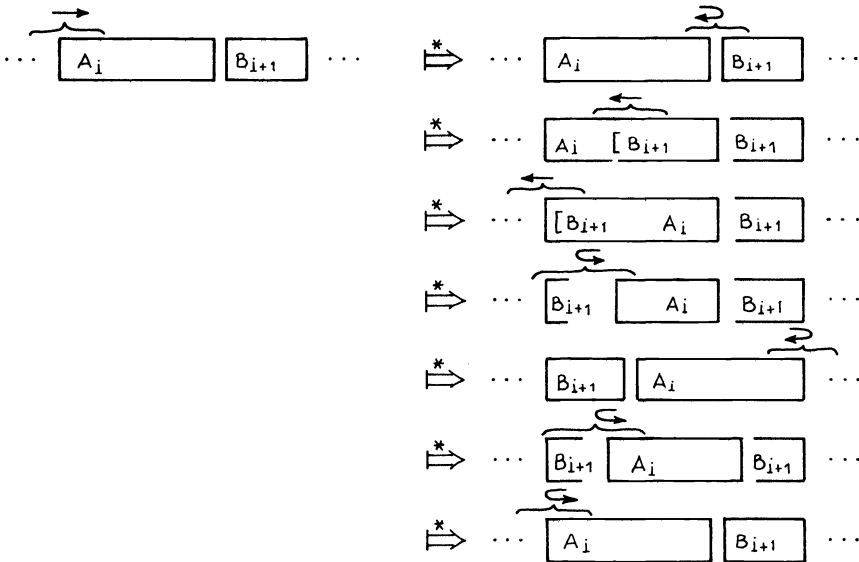 ··· A_i B_{i+1} ··· *⟹ ··· A_i B_{i+1} ···
*⟹ ··· A_i [B_{i+1} B_{i+1} ···
*⟹ ··· [B_{i+1} A_i B_{i+1} ···
*⟹ ··· B_{i+1} A_i B_{i+1} ···
*⟹ ··· B_{i+1} A_i ···
*⟹ ··· B_{i+1} A_i B_{i+1} ···
*⟹ ··· A_i B_{i+1} ···